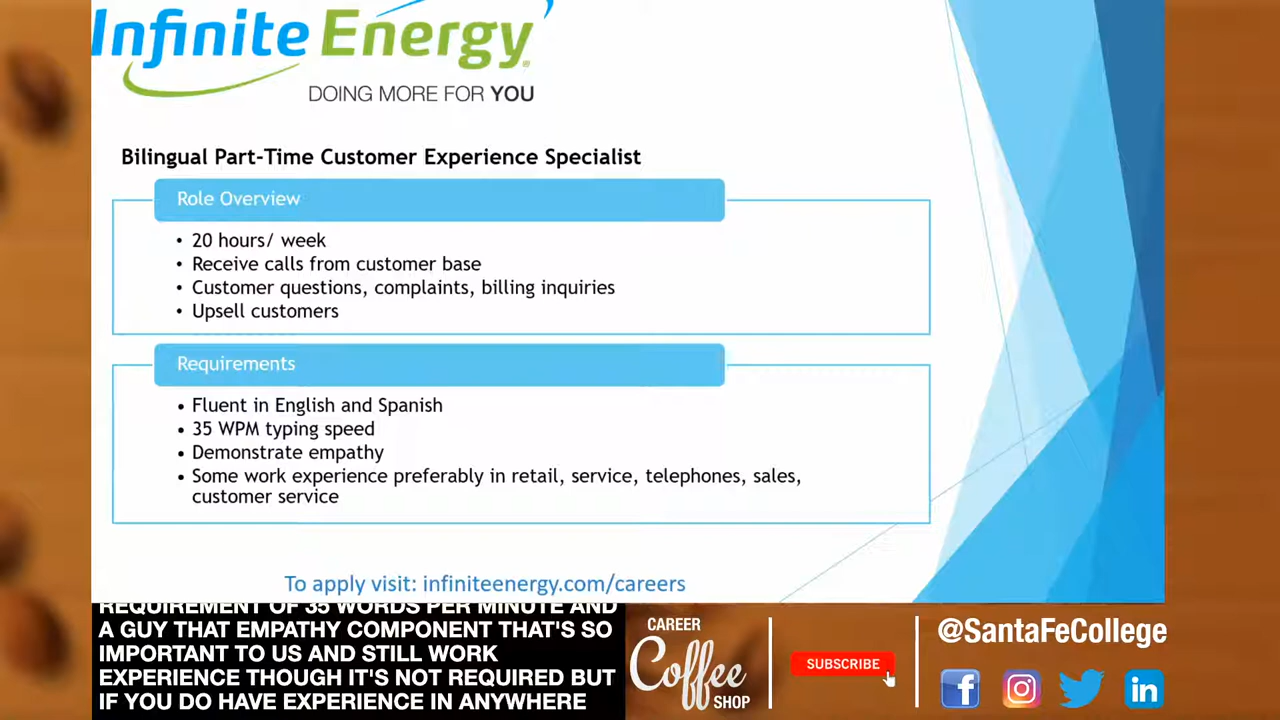 Infinite Energy
DOING MORE FOR YOU
Bilingual Part-Time Customer Experience Specialist
Role Overview
• 20 hours/ week
• Receive calls from customer base
• Customer questions, complaints, billing inquiries
• Upsell customers
Requirements
• Fluent in English and Spanish
• 35 WPM typing speed
• Demonstrate empathy
• Some work experience preferably in retail, service, telephones, sales,
customer service
To apply visit: infiniteenergy.com/careers
REQUIREMENT OF 35 WORDS PER MINUTE AND
A GUY THAT EMPATHY COMPONENT THAT'S SO
IMPORTANT TO US AND STILL WORK
EXPERIENCE THOUGH IT'S NOT REQUIRED BUT
IF YOU DO HAVE EXPERIENCE IN ANYWHERE
CAREER
Coffee
SHOP
SUBSCRIBE
@SantaFeCollege